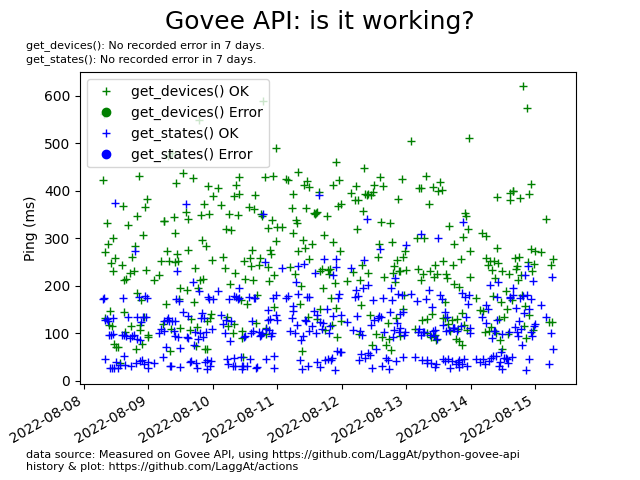 Govee API: is it working?
get_devices(): No recorded error in 7 days.
get_states(): No recorded error in 7 days.
get_devices() OK
get_devices() Error
get_states() OK
get_states() Error
600
500
400
300
200
100
0
Ping (ms)
2022-08-08
2022-08-09
2022-08-10
2022-08-11
2022-08-12
2022-08-13
2022-08-14
2022-08-15
data source: Measured on Govee API, using https://github.com/LaggAt/python-govee-api
history & plot: https://github.com/LaggAt/actions